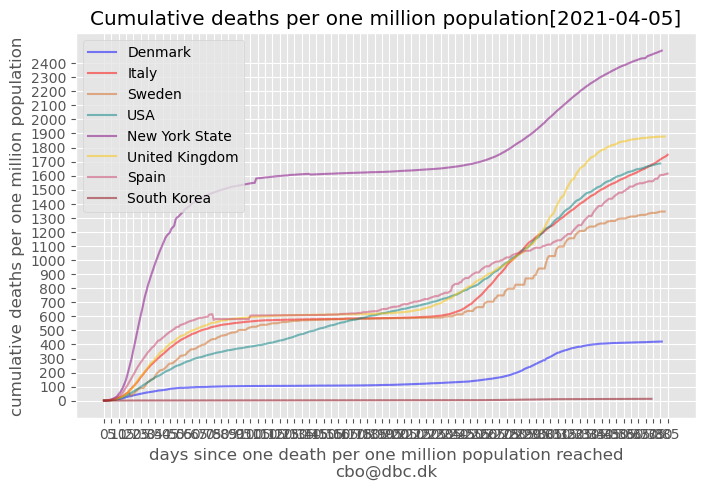 Cumulative deaths per one million population[2021-04-05]
cumulative deaths per one million population
2400
2300
2200
2100
2000
1900
1800
1700
1600
1500
1400
1300
1200
1100
1000
900
800
700
600
500
400
300
200
100
0
Denmark
Italy
Sweden
USA
New York State
United Kingdom
Spain
South Korea
days since one death per one million population reached
cbo@dbc.dk